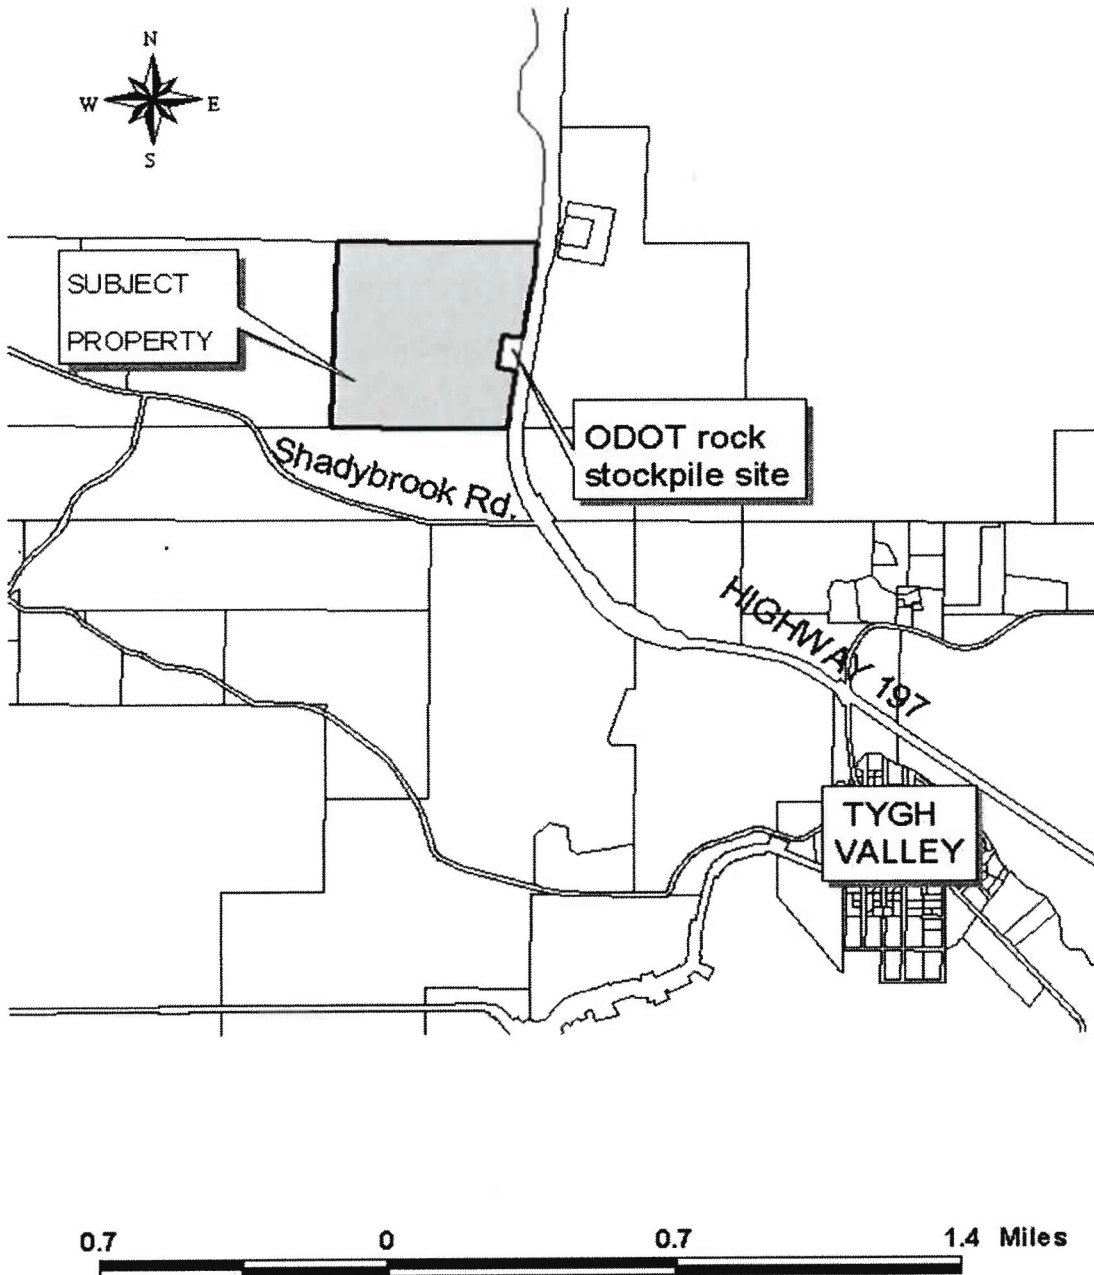 N
W E
S
SUBJECT
PROPERTY
ODOT rock
stockpile site
Shadybrook Rd.
HIGHWAY 197
TYGH
VALLEY
0.7 0 0.7 1.4 Miles